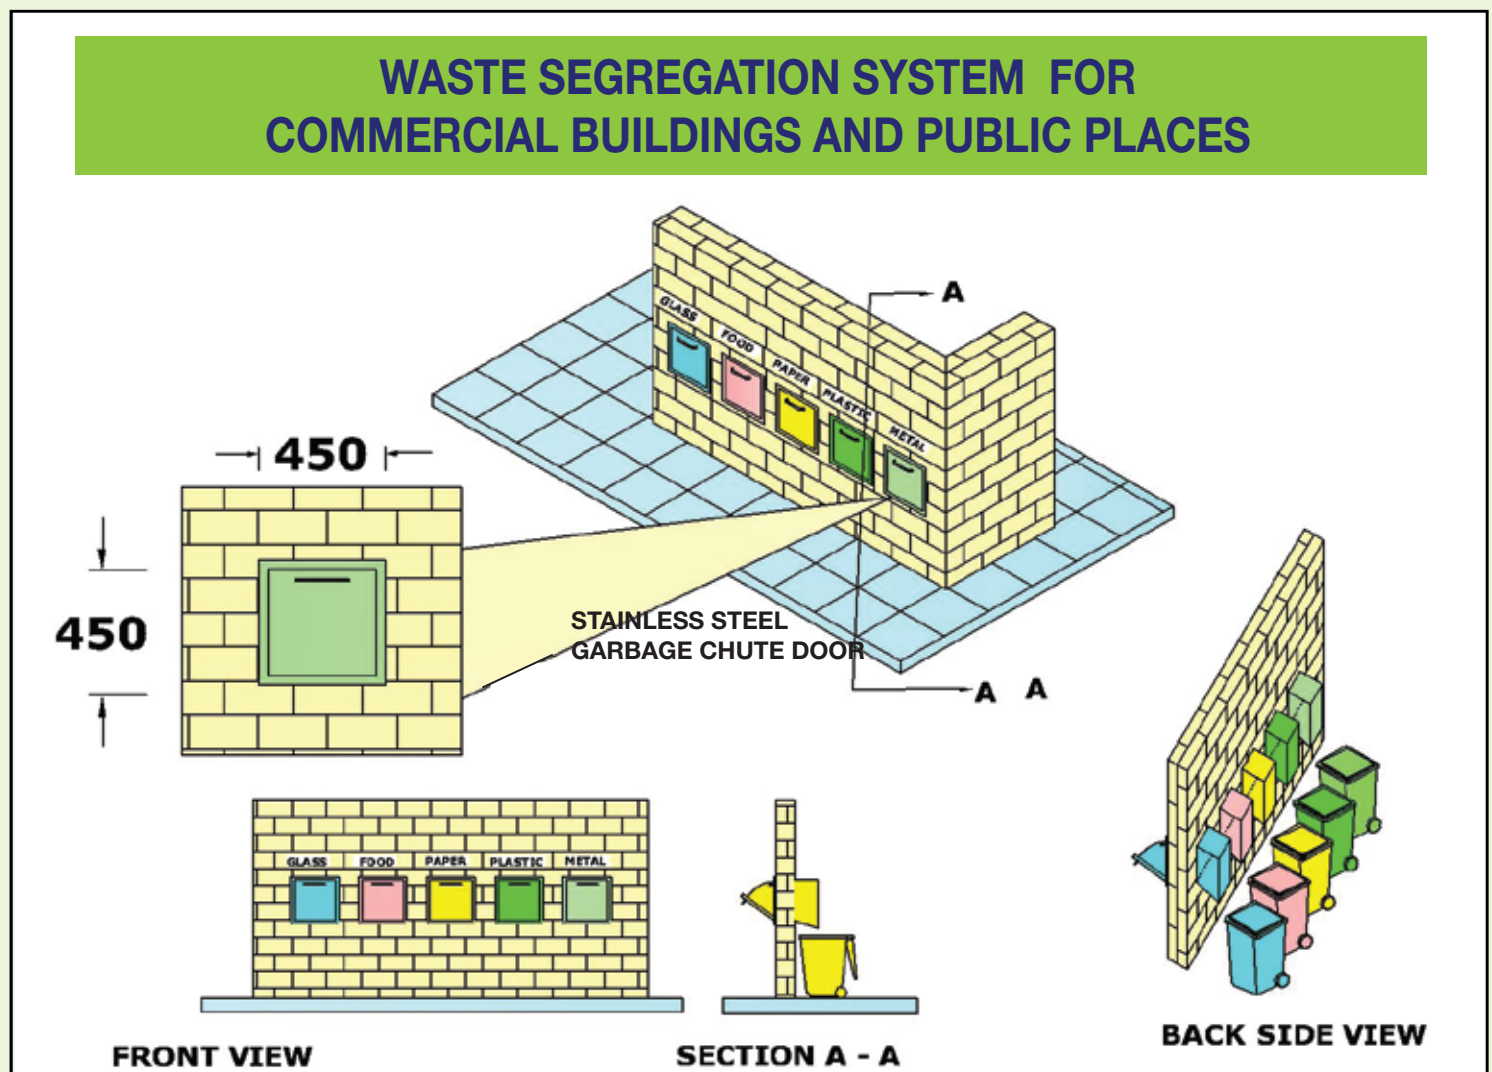 WASTE SEGREGATION SYSTEM FOR
COMMERCIAL BUILDINGS AND PUBLIC PLACES
A
GLASS
FOOD
PAPER
PLASTIC
METAL
450
450
STAINLESS STEEL
GARBAGE CHUTE DOOR
A A
GLASS FOOD PAPER PLASTIC METAL
FRONT VIEW
SECTION A - A
BACK SIDE VIEW